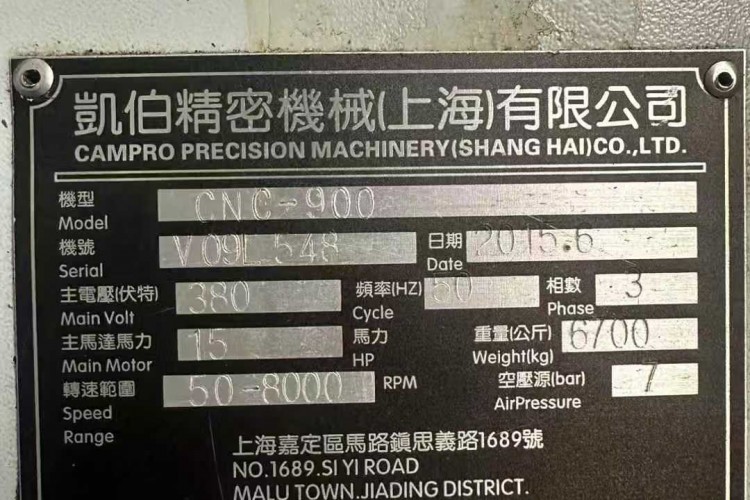 凱伯精密機械(上海)有限公司
CAMPRO PRECISION MACHINERY(SHANG HAI)CO.,LTD.
機型 Model CNC-900
機號 Serial V09L548 日期 Date 2015.6
主電壓(伏特) Main Volt 380 頻率(HZ) Cycle 50 相數 Phase 3
主馬達馬力 Main Motor 15 馬力 HP 重量(公斤) Weight(kg) 6700
轉速範圍 Speed Range 50-8000 RPM 空壓源(bar) AirPressure 7
上海嘉定區馬路鎮思義路1689號
NO.1689.SI YI ROAD
MALU TOWN.JIADING DISTRICT.